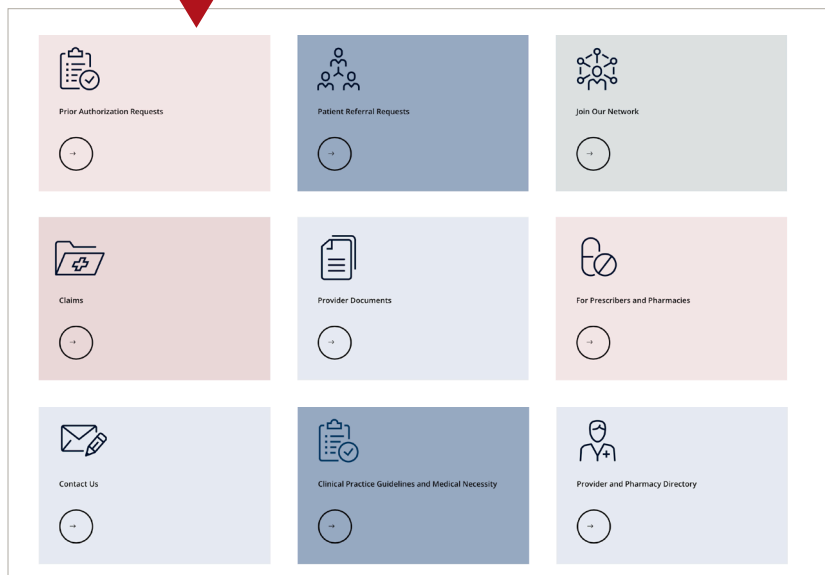 Prior Authorization Requests
Patient Referral Requests
Join Our Network
Claims
Provider Documents
For Prescribers and Pharmacies
Contact Us
Clinical Practice Guidelines and Medical Necessity
Provider and Pharmacy Directory